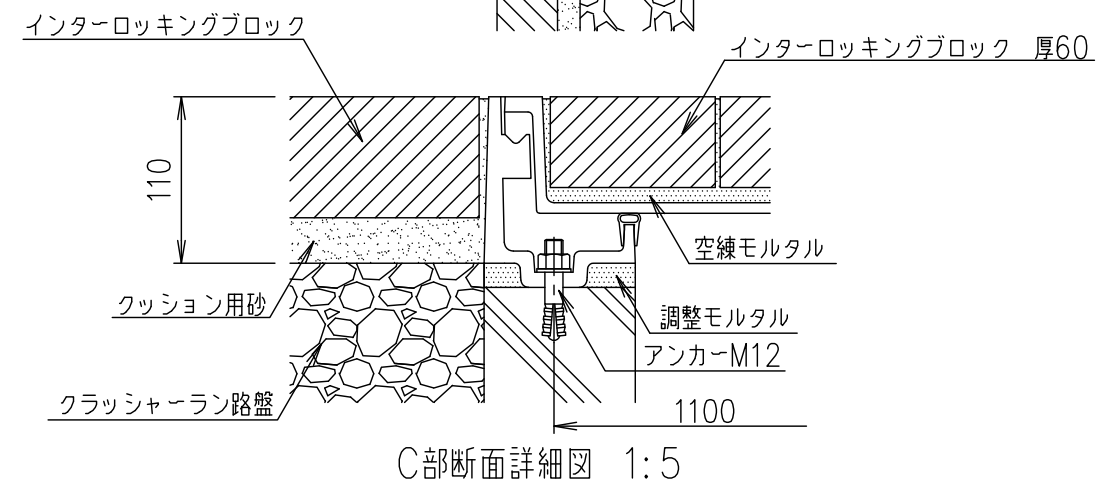 インターロッキングブロック
インターロッキングブロック 厚60
110
空練モルタル
クッション用砂
調整モルタル
アンカーM12
クラッシャーラン路盤
1100
C部断面詳細図 1:5